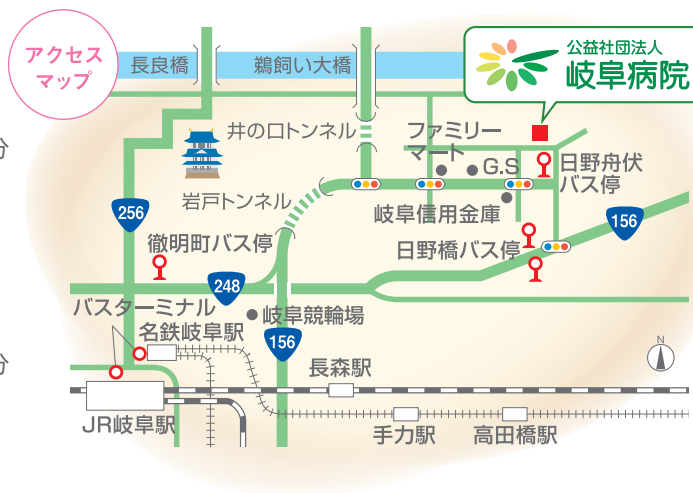 アクセス
マップ
公益社団法人
岐阜病院
長良橋
鵜飼い大橋
分
井の口トンネル
ファミリー
マート
G.S
日野舟伏
バス停
岩戸トンネル
岐阜信用金庫
256
156
徹明町バス停
日野橋バス停
248
バスターミナル
岐阜競輪場
名鉄岐阜駅
156
N
分
長森駅
JR岐阜駅
手力駅
高田橋駅